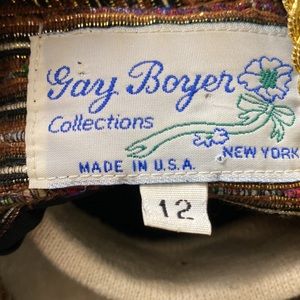 Gay Boyer
Collections
NEW YORK
MADE IN U.S.A.
12